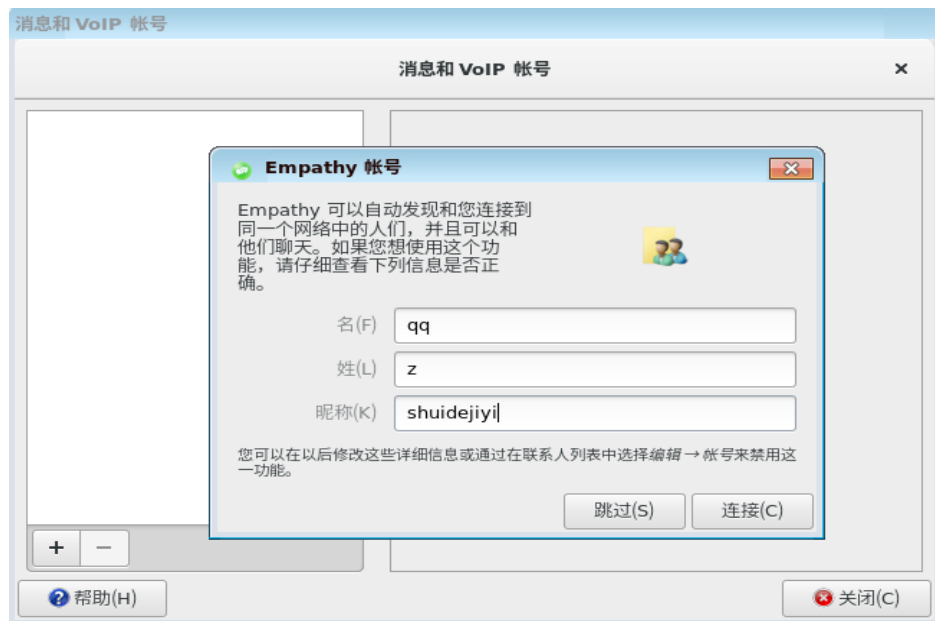 消息和 VoIP 帐号
消息和 VoIP 帐号
Empathy 帐号
Empathy 可以自动发现和您连接到
同一个网络中的人们，并且可以和
他们聊天。如果您想使用这个功
能，请仔细查看下列信息是否正
确。
名(F) qq
姓(L) z
昵称(K) shuidejiyi
您可以在以后修改这些详细信息或通过在联系人列表中选择编辑→帐号来禁用这
一功能。
跳过(S) 连接(C)
帮助(H) 关闭(C)